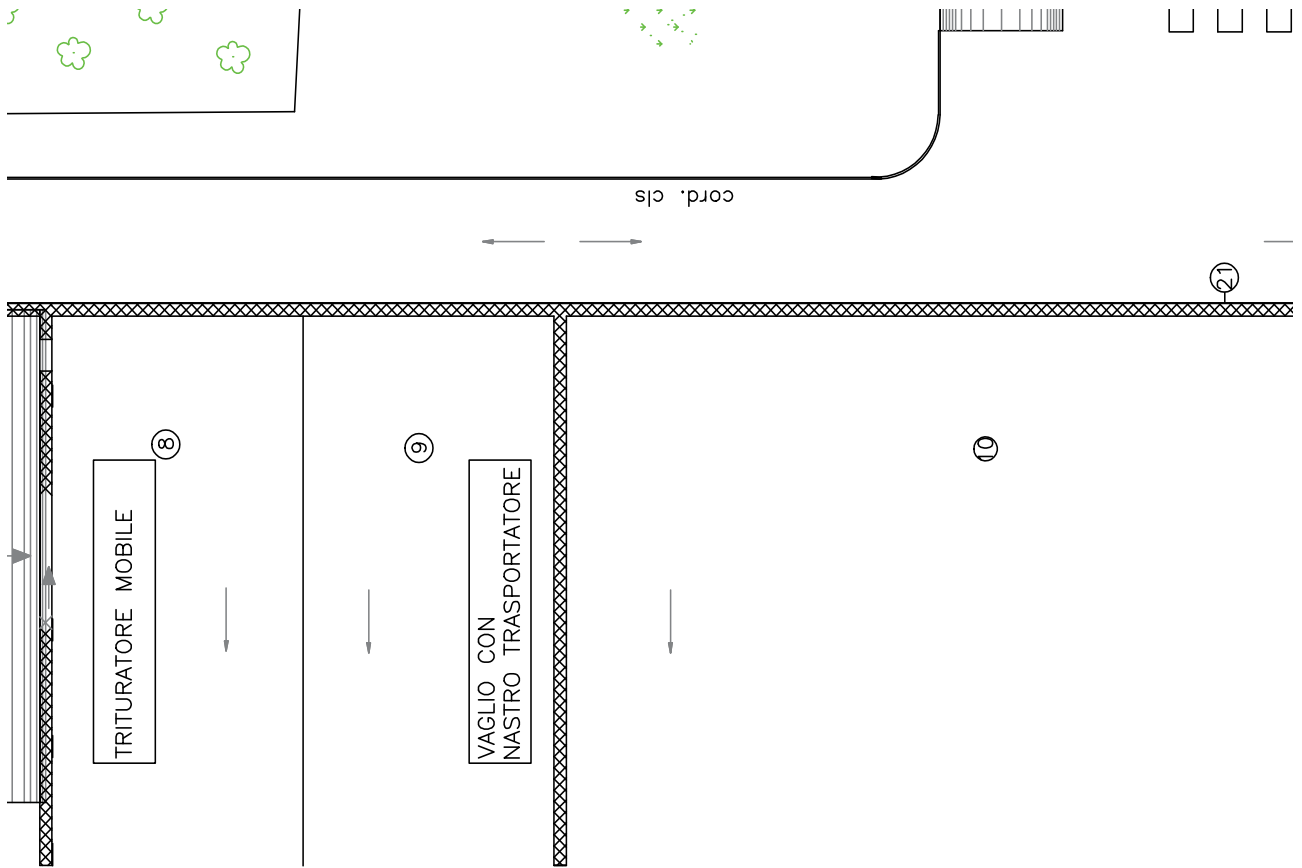 cord. cls
21
8
9
10
TRITURATORE MOBILE
VAGLIO CON
NASTRO TRASPORTATORE